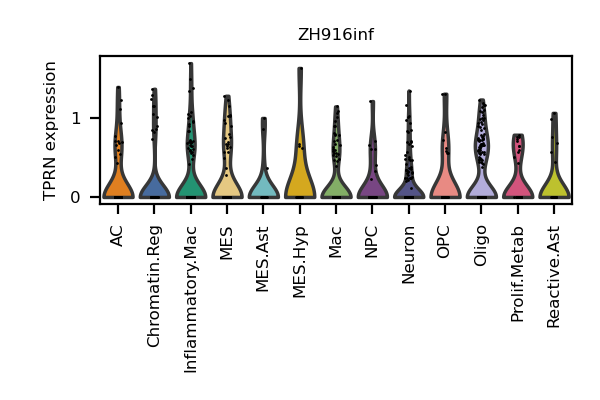 ZH916inf
TPRN expression
1
0
AC
Chromatin.Reg
Inflammatory.Mac
MES
MES.Ast
MES.Hyp
Mac
NPC
Neuron
OPC
Oligo
Prolif.Metab
Reactive.Ast